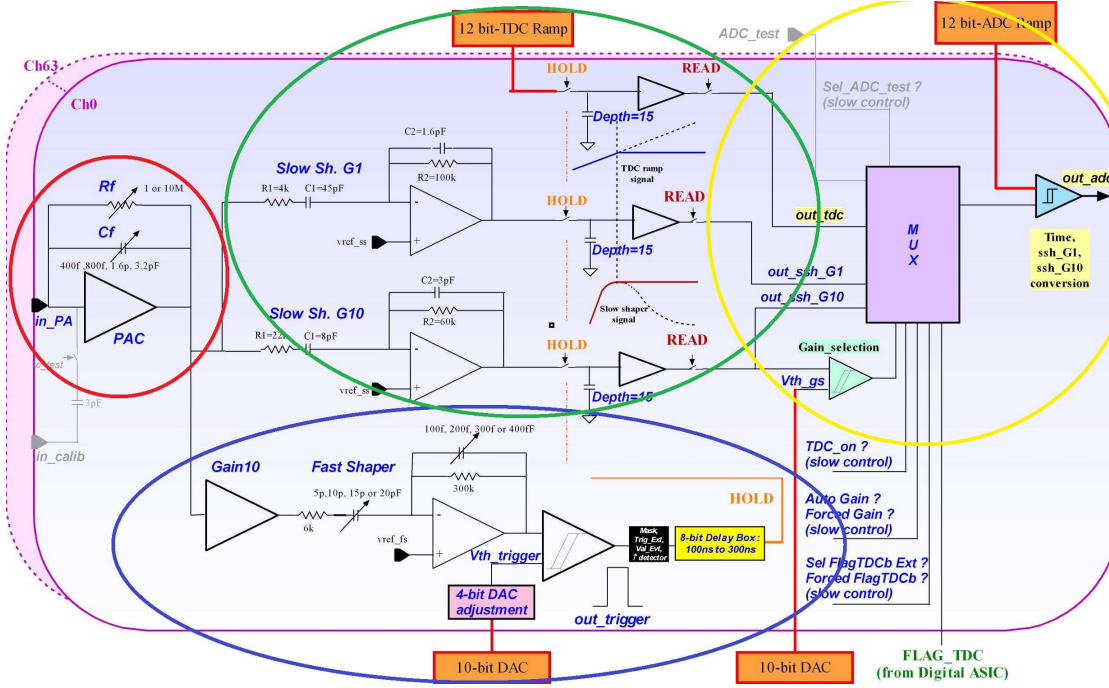 12 bit-TDC Ramp
12 bit-ADC Ramp
ADC_test
Ch63
Ch0
HOLD
READ
Sel_ADC_test ?
(slow control)
Depth=15
C2=1.6pF
R2=100k
Slow Sh. G1
R1=4k
C1=45pF
TDC ramp
signal
Rf
1 or 10M
Cf
400f ,800f, 1.6p, 3.2pF
vref_ss
HOLD
READ
Depth=15
out_tdc
M
U
X
out_adc
Time,
ssh_G1,
ssh_G10
conversion
out_ssh_G1
out_ssh_G10
in_PA
PAC
C2=3pF
R2=60k
Slow Sh. G10
C1=8pF
Slow shaper
signal
HOLD
READ
Gain_selection
c_test
3pF
vref_ss
Depth=15
Vth_gs
in_calib
100f, 200f, 300f or 400fF
300k
Gain10
Fast Shaper
5p,10p, 15p or 20pF
6k
TDC_on ?
(slow control)
HOLD
vref_fs
Vth_trigger
Mask,
Trig_Ext,
Val_Evt,
↑ detector
8-bit Delay Box :
100ns to 300ns
Auto Gain ?
Forced Gain ?
(slow control)
4-bit DAC
adjustment
out_trigger
Sel FlagTDCb Ext ?
Forced FlagTDCb ?
(slow control)
10-bit DAC
10-bit DAC
FLAG_TDC
(from Digital ASIC)